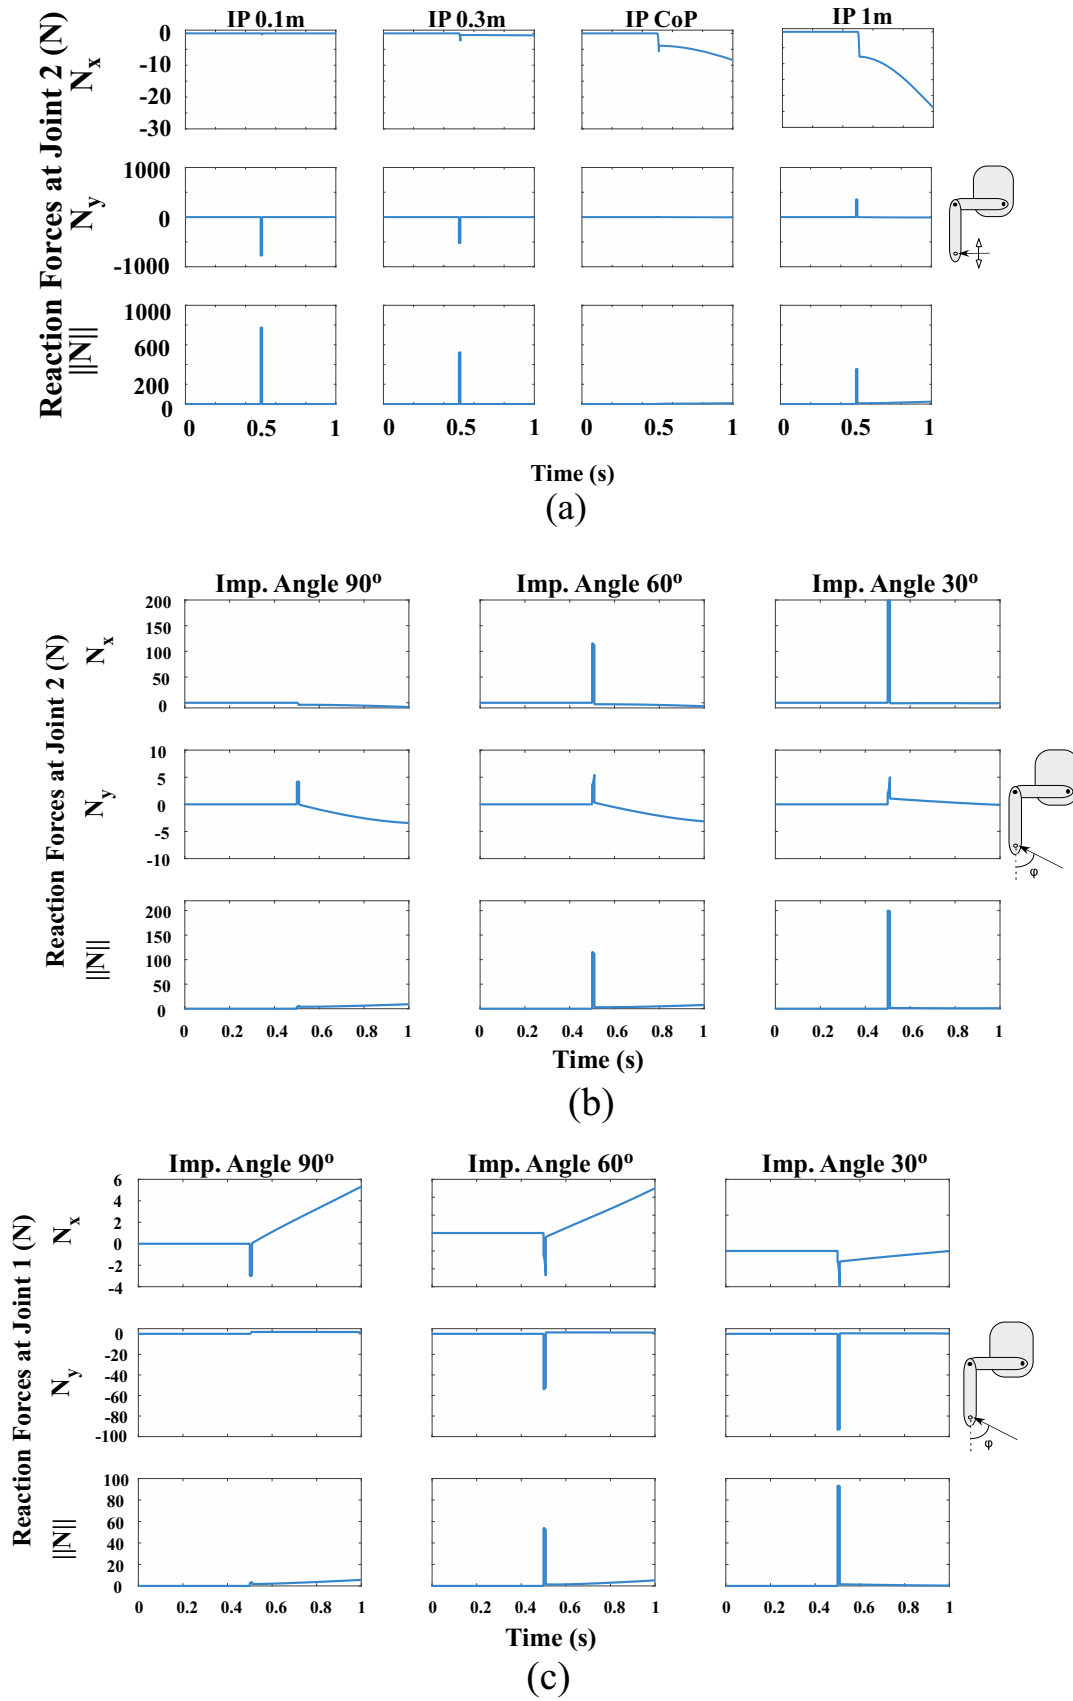 IP 0.1m IP 0.3m IP CoP IP 1m
Reaction Forces at Joint 2 (N)
N_x
0
-10
-20
-30
N_y
1000
0
-1000
||N||
1000
600
200
0
0 0.5 1 0 0.5 1 0 0.5 1 0 0.5 1
Time (s)
(a)
Imp. Angle 90º Imp. Angle 60º Imp. Angle 30º
Reaction Forces at Joint 2 (N)
N_x
200
150
100
50
0
N_y
10
5
0
-5
-10
φ
||N||
200
150
100
50
0
0 0.2 0.4 0.6 0.8 1 0 0.2 0.4 0.6 0.8 1 0 0.2 0.4 0.6 0.8 1
Time (s)
(b)
Imp. Angle 90º Imp. Angle 60º Imp. Angle 30º
Reaction Forces at Joint 1 (N)
N_x
6
4
2
0
-2
-4
N_y
0
-20
-40
-60
-80
-100
φ
||N||
100
80
60
40
20
0
0 0.2 0.4 0.6 0.8 1 0 0.2 0.4 0.6 0.8 1 0 0.2 0.4 0.6 0.8 1
Time (s)
(c)